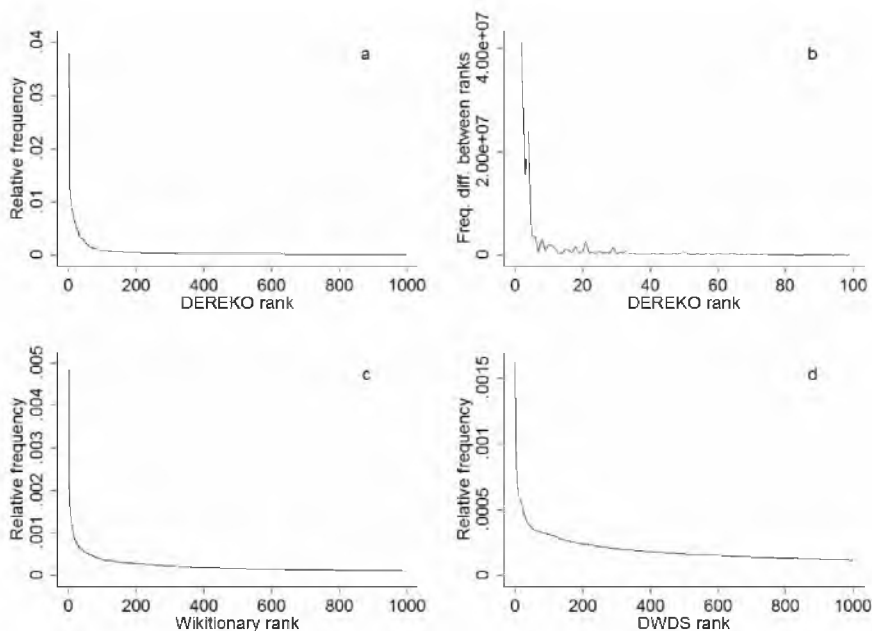 a
Relative frequency
.04
.03
.02
.01
0
0 200 400 600 800 1000
DEREKO rank
b
Freq. diff. between ranks
4.00e+07
2.00e+07
0
0 20 40 60 80 100
DEREKO rank
c
Relative frequency
.005
.004
.003
.002
.001
0
0 200 400 600 800 1000
Wikitionary rank
d
Relative frequency
.0015
.0005
0
0 200 400 600 800 1000
DWDS rank